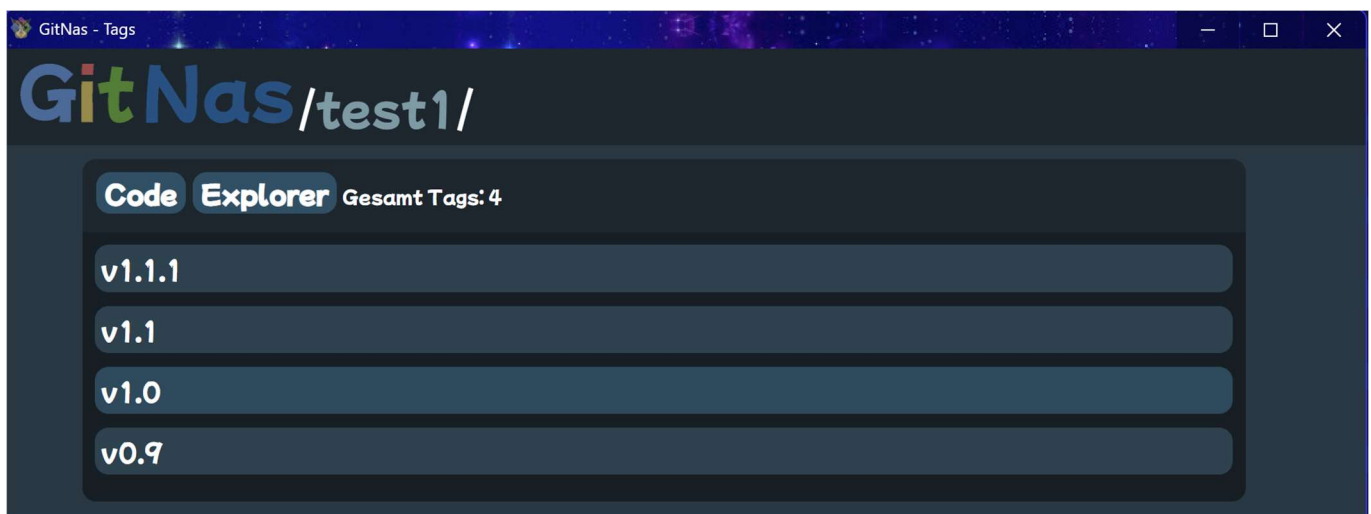 GitNas - Tags
GitNas/test1/
Code Explorer Gesamt Tags: 4
v1.1.1
v1.1
v1.0
v0.9